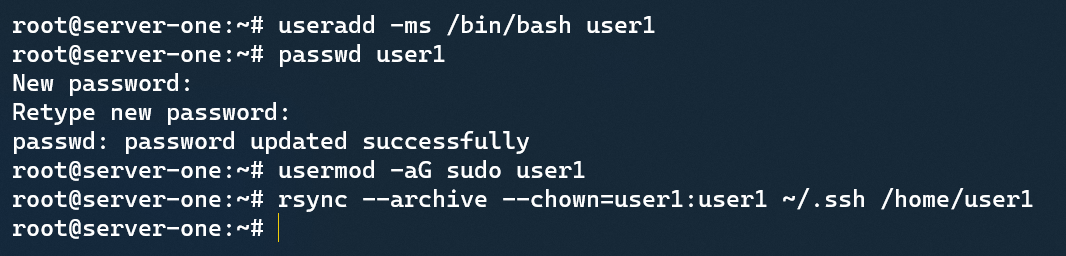 root@server-one:~# useradd -ms /bin/bash user1
root@server-one:~# passwd user1
New password:
Retype new password:
passwd: password updated successfully
root@server-one:~# usermod -aG sudo user1
root@server-one:~# rsync --archive --chown=user1:user1 ~/.ssh /home/user1
root@server-one:~#